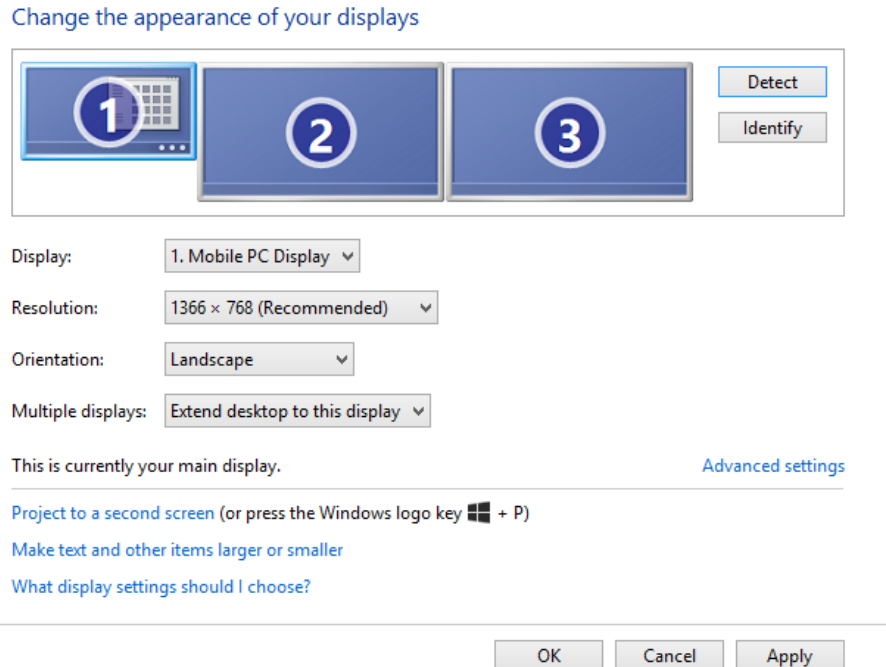 Change the appearance of your displays
1 2 3
Detect
Identify
Display: 1. Mobile PC Display
Resolution: 1366 × 768 (Recommended)
Orientation: Landscape
Multiple displays: Extend desktop to this display
This is currently your main display. Advanced settings
Project to a second screen (or press the Windows logo key + P)
Make text and other items larger or smaller
What display settings should I choose?
OK Cancel Apply